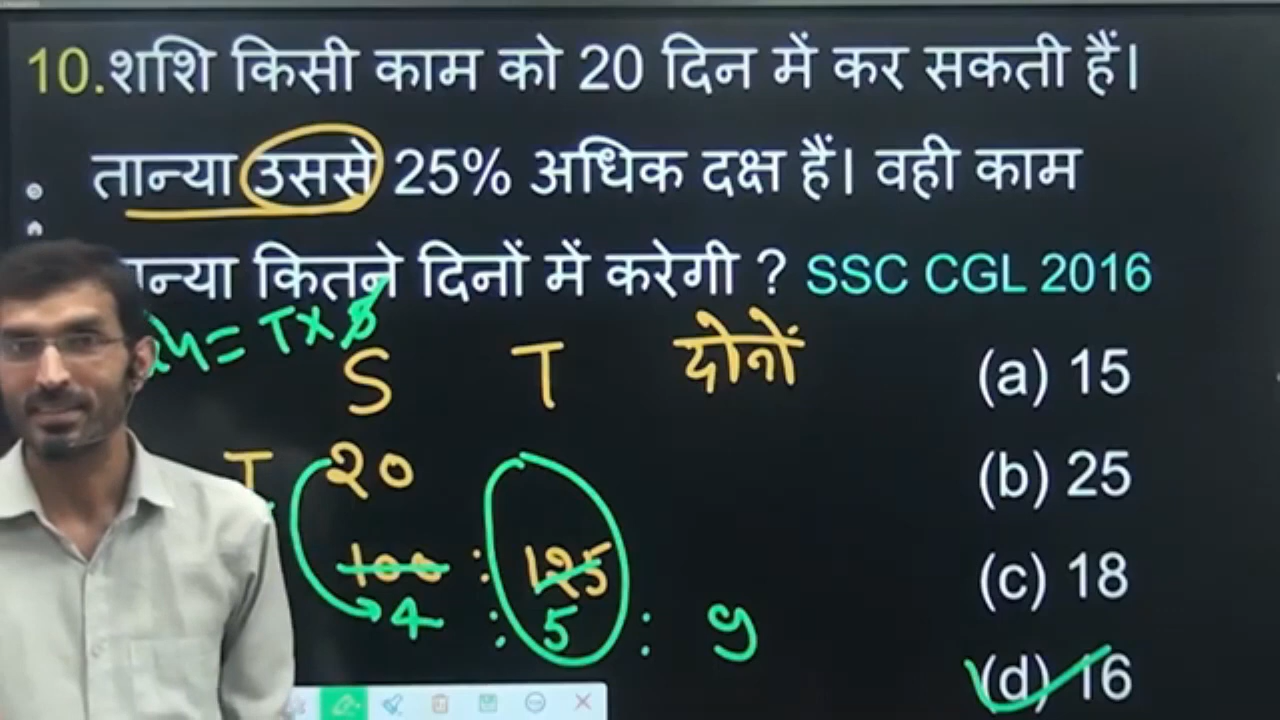 10.शशि किसी काम को 20 दिन में कर सकती हैं।
तान्या उससे 25% अधिक दक्ष हैं। वही काम
न्या कितने दिनों में करेगी ? SSC CGL 2016
= T×
S T दोनों (a) 15
T २० (b) 25
100 : 125 (c) 18
4 : 5 : 9
(d) 16